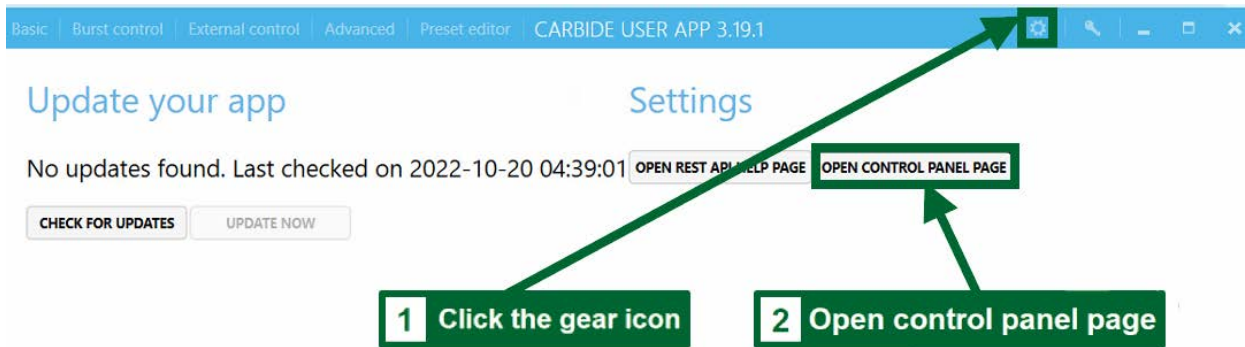 Basic | Burst control | External control | Advanced | Preset editor | CARBIDE USER APP 3.19.1
Update your app
Settings
No updates found. Last checked on 2022-10-20 04:39:01
OPEN REST API HELP PAGE
OPEN CONTROL PANEL PAGE
CHECK FOR UPDATES
UPDATE NOW
1 Click the gear icon
2 Open control panel page